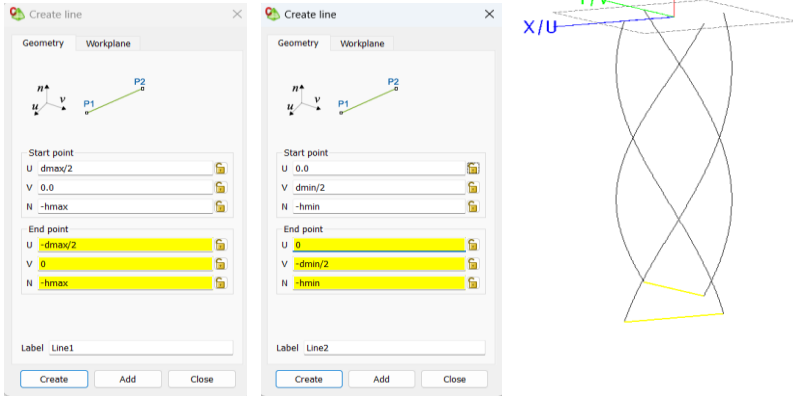 Create line
Geometry Workplane
n
u v P1 P2
Start point
U dmax/2
V 0.0
N -hmax
End point
U -dmax/2
V 0
N -hmax
Label Line1
Create Add Close
Create line
Geometry Workplane
n
u v P1 P2
Start point
U 0.0
V dmin/2
N -hmin
End point
U 0
V -dmin/2
N -hmin
Label Line2
Create Add Close
X/U